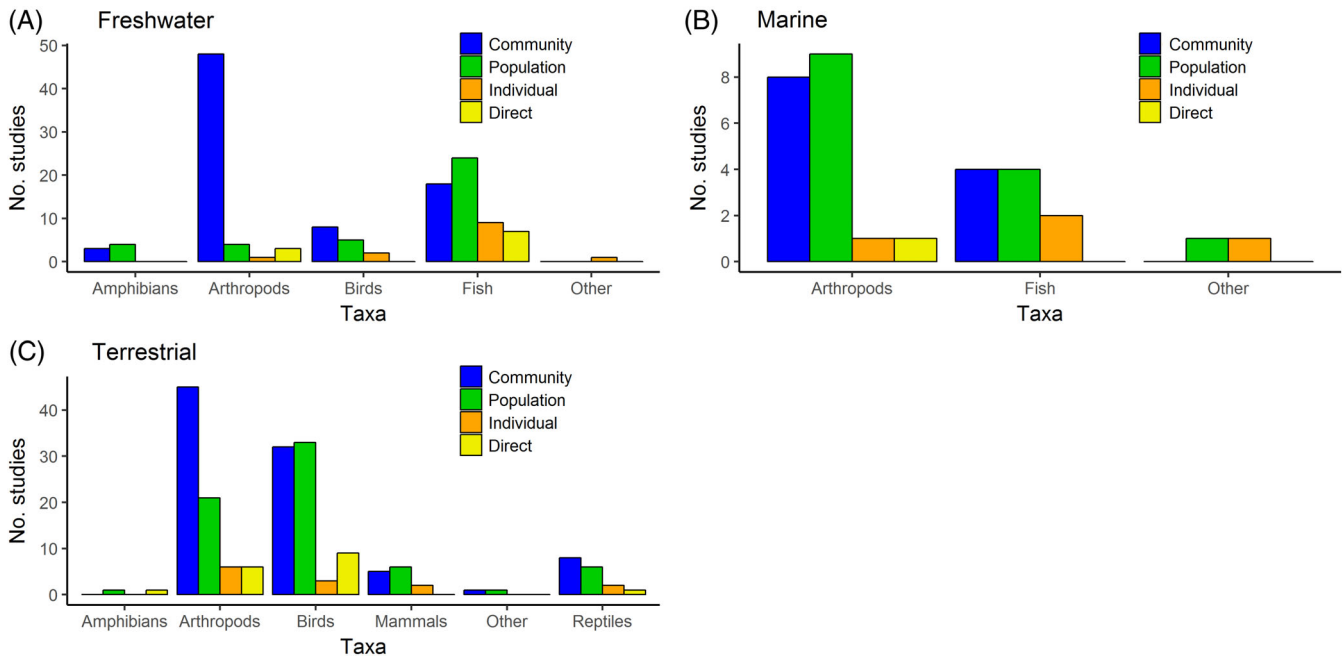 (A) Freshwater
No. studies
50
40
30
20
10
0
Community
Population
Individual
Direct
Amphibians Arthropods Birds Fish Other
Taxa
(B) Marine
No. studies
8
6
4
2
0
Community
Population
Individual
Direct
Arthropods Fish Other
Taxa
(C) Terrestrial
No. studies
40
30
20
10
0
Community
Population
Individual
Direct
Amphibians Arthropods Birds Mammals Other Reptiles
Taxa